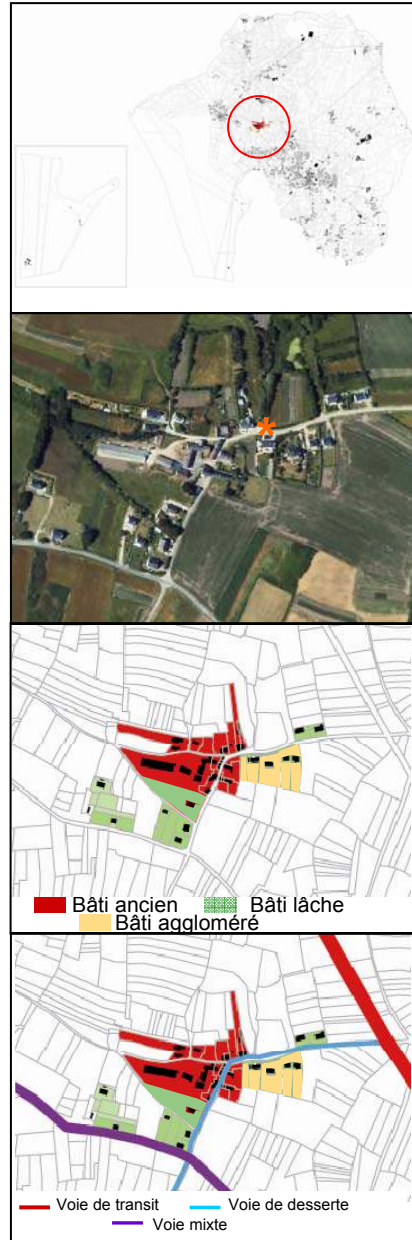 Bâti ancien Bâti lâche
Bâti aggloméré
Voie de transit Voie de desserte
Voie mixte